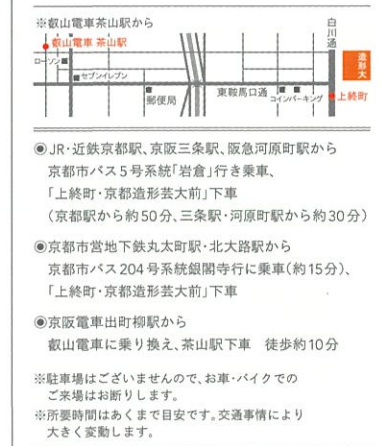 ※叡山電車茶山駅から
叡山電車 茶山駅
ローソン
セブンイレブン
郵便局
東鞍馬口通
コインパーキング
白川通
造形大
上終町
◉JR・近鉄京都駅、京阪三条駅、阪急河原町駅から
京都市バス5号系統「岩倉」行き乗車、
「上終町・京都造形芸大前」下車
(京都駅から約50分、三条駅・河原町駅から約30分)
◉京都市営地下鉄丸太町駅・北大路駅から
京都市バス204号系統銀閣寺行に乗車(約15分)、
「上終町・京都造形芸大前」下車
◉京阪電車出町柳駅から
叡山電車に乗り換え、茶山駅下車 徒歩約10分
※駐車場はございませんので、お車・バイクでの
ご来場はお断りします。
※所要時間はあくまで目安です。交通事情により
大きく変動します。